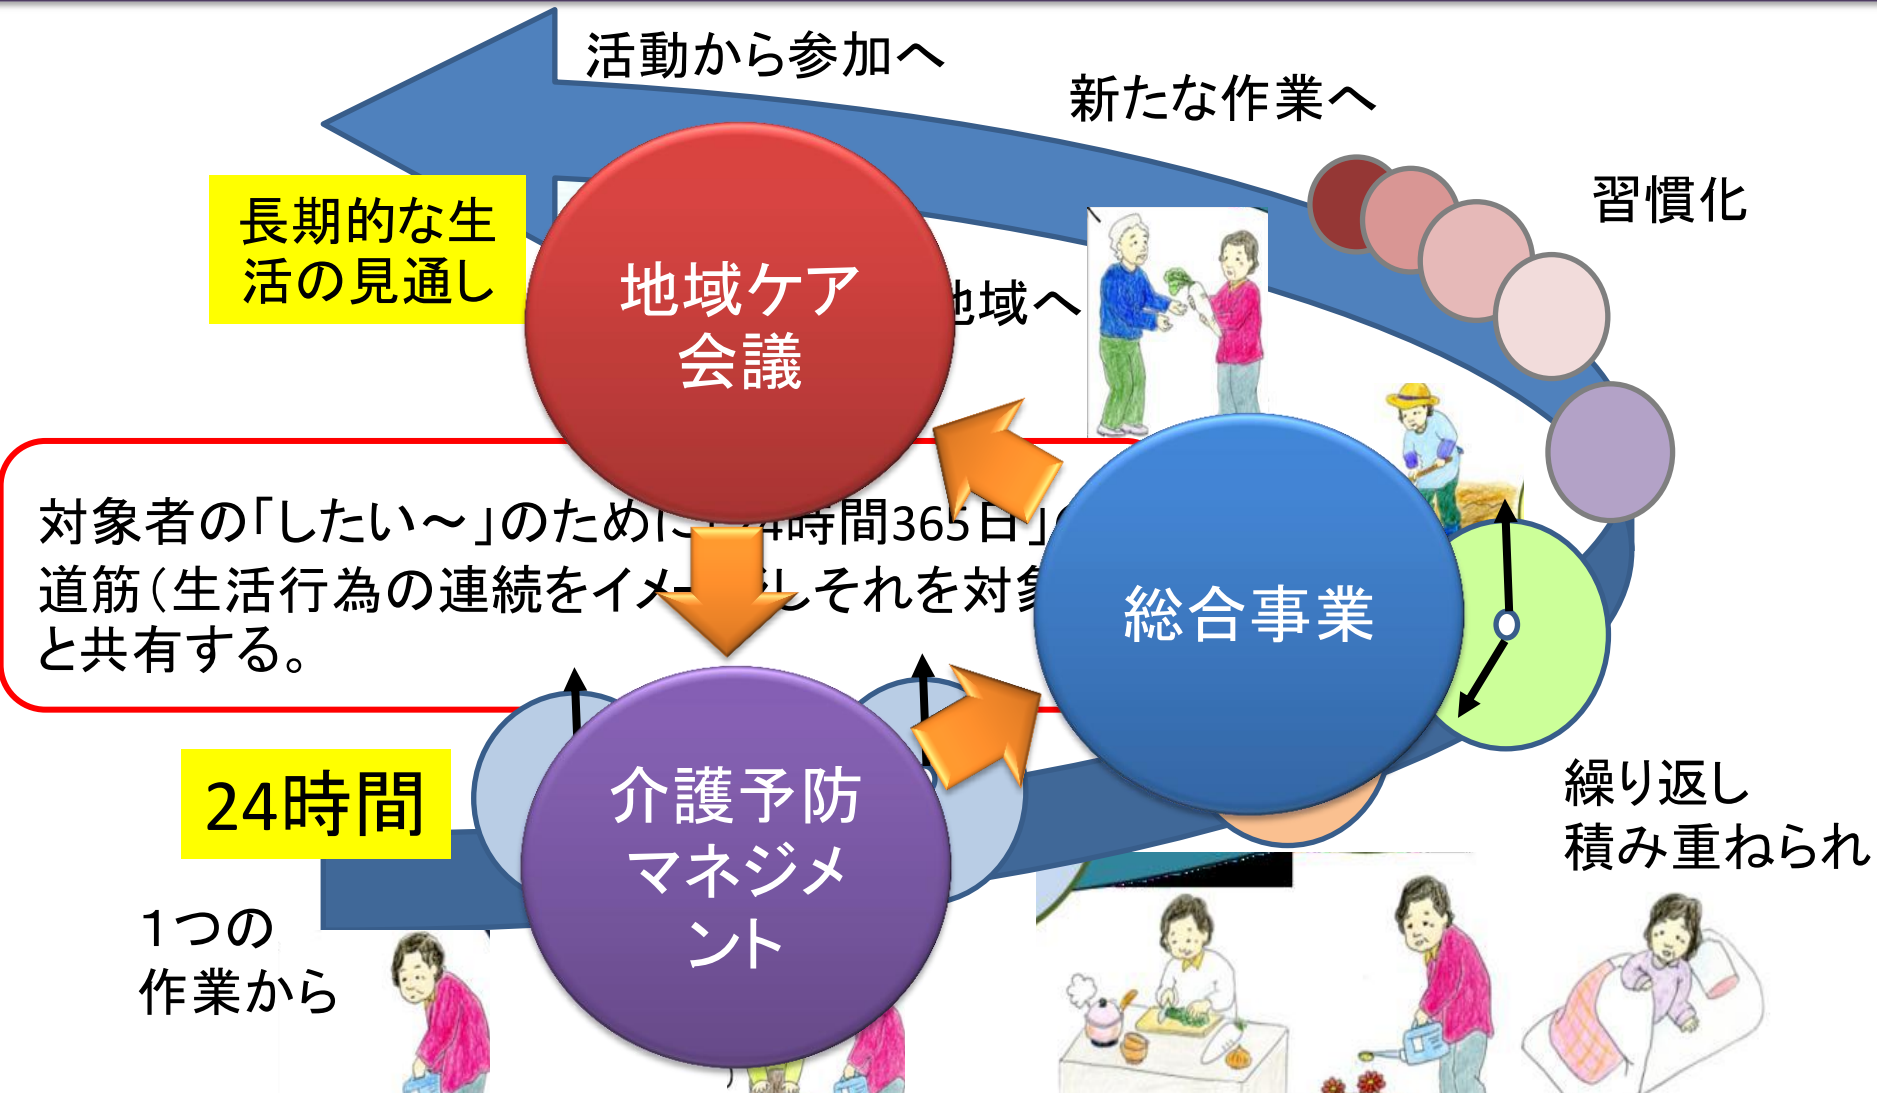 活動から参加へ
新たな作業へ
習慣化
長期的な生
活の見通し
地域ケア
会議
域へ
対象者の「したい~」のために「24時間365日」
道筋(生活行為の連続をイメ しそれを対象
と共有する。
総合事業
24時間
介護予防
マネジメ
ント
繰り返し
積み重ねられ
1つの
作業から